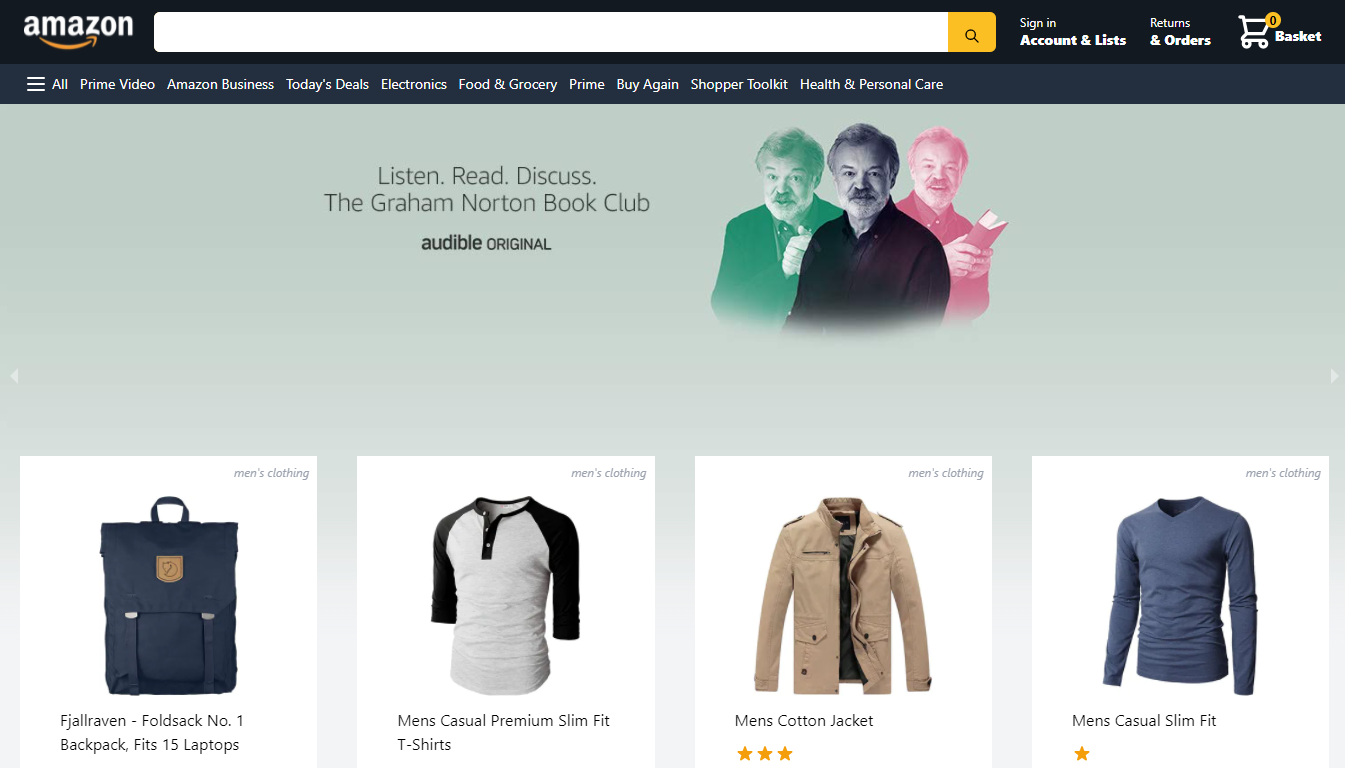 amazon
Sign in
Account & Lists
Returns
& Orders
0
Basket
All Prime Video Amazon Business Today's Deals Electronics Food & Grocery Prime Buy Again Shopper Toolkit Health & Personal Care
Listen. Read. Discuss.
The Graham Norton Book Club
audible ORIGINAL
men's clothing
men's clothing
men's clothing
men's clothing
Fjallraven - Foldsack No. 1
Backpack, Fits 15 Laptops
Mens Casual Premium Slim Fit
T-Shirts
Mens Cotton Jacket
Mens Casual Slim Fit